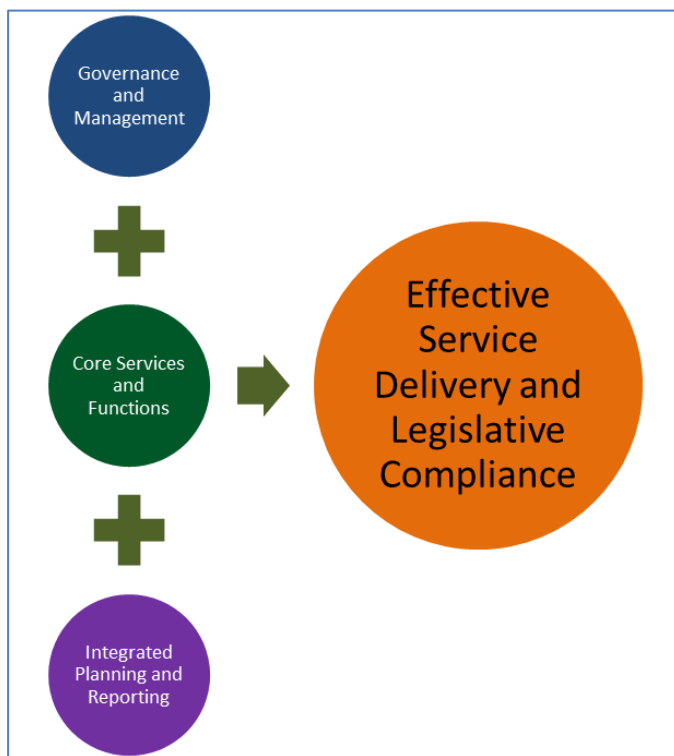 Governance
and
Management
Core Services
and
Functions
Integrated
Planning and
Reporting
Effective
Service
Delivery and
Legislative
Compliance